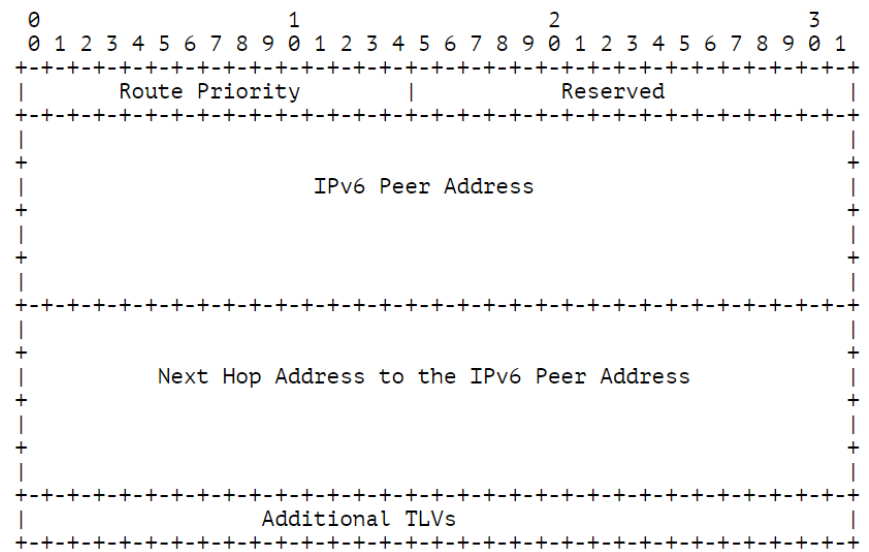 0                   1                   2                   3
 0 1 2 3 4 5 6 7 8 9 0 1 2 3 4 5 6 7 8 9 0 1 2 3 4 5 6 7 8 9 0 1
+-+-+-+-+-+-+-+-+-+-+-+-+-+-+-+-+-+-+-+-+-+-+-+-+-+-+-+-+-+-+-+-+
|       Route Priority        |           Reserved              |
+-+-+-+-+-+-+-+-+-+-+-+-+-+-+-+-+-+-+-+-+-+-+-+-+-+-+-+-+-+-+-+-+
|                                                               |
+                                                               +
|                      IPv6 Peer Address                        |
+                                                               +
|                                                               |
+                                                               +
|                                                               |
+-+-+-+-+-+-+-+-+-+-+-+-+-+-+-+-+-+-+-+-+-+-+-+-+-+-+-+-+-+-+-+-+
|                                                               |
+                                                               +
|          Next Hop Address to the IPv6 Peer Address            |
+                                                               +
|                                                               |
+                                                               +
|                                                               |
+-+-+-+-+-+-+-+-+-+-+-+-+-+-+-+-+-+-+-+-+-+-+-+-+-+-+-+-+-+-+-+-+
|                  Additional TLVs                              |
+-+-+-+-+-+-+-+-+-+-+-+-+-+-+-+-+-+-+-+-+-+-+-+-+-+-+-+-+-+-+-+-+